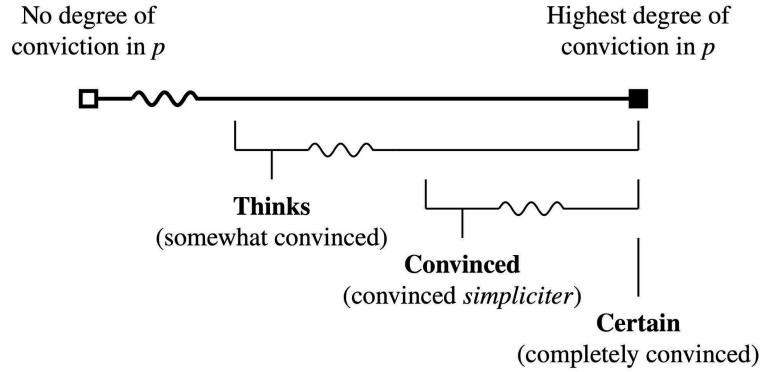 No degree of
conviction in p
Highest degree of
conviction in p
Thinks
(somewhat convinced)
Convinced
(convinced simpliciter)
Certain
(completely convinced)